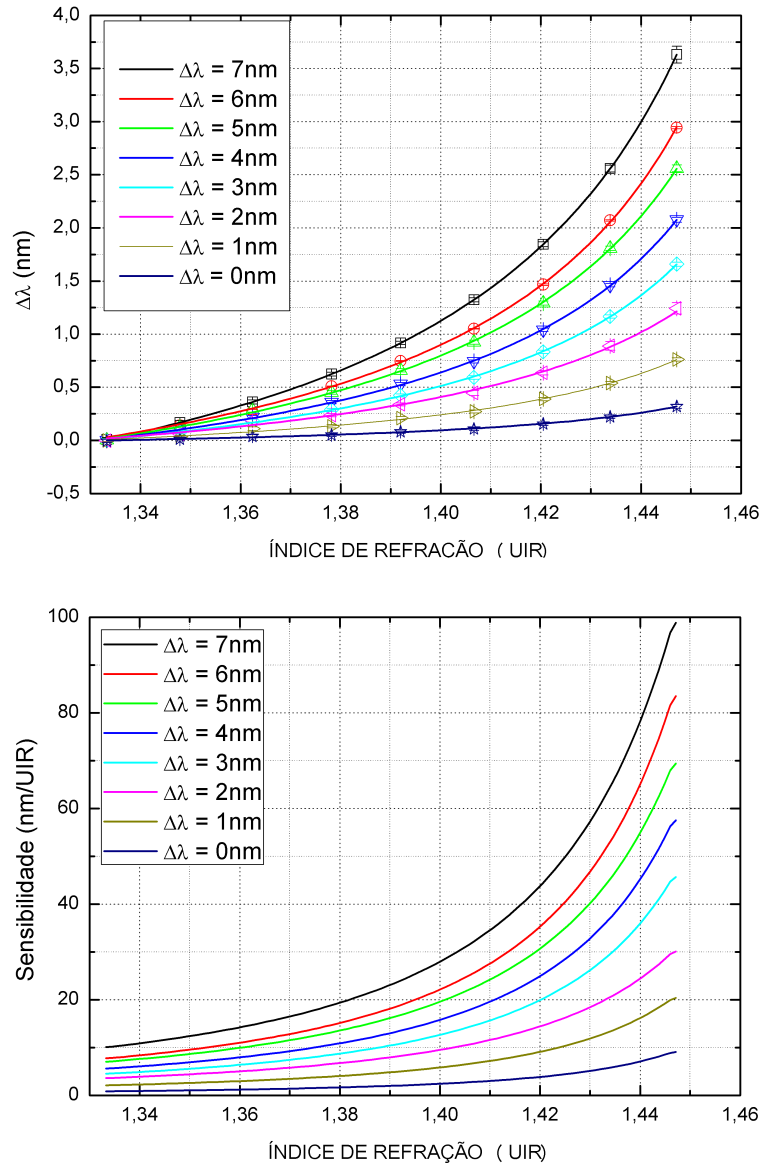 4,0
3,5
3,0
2,5
2,0
1,5
1,0
0,5
0,0
-0,5
Δλ (nm)
Δλ = 7nm
Δλ = 6nm
Δλ = 5nm
Δλ = 4nm
Δλ = 3nm
Δλ = 2nm
Δλ = 1nm
Δλ = 0nm
1,34 1,36 1,38 1,40 1,42 1,44 1,46
ÍNDICE DE REFRAÇÃO ( UIR)
100
80
60
40
20
0
Sensibilidade (nm/UIR)
Δλ = 7nm
Δλ = 6nm
Δλ = 5nm
Δλ = 4nm
Δλ = 3nm
Δλ = 2nm
Δλ = 1nm
Δλ = 0nm
1,34 1,36 1,38 1,40 1,42 1,44 1,46
ÍNDICE DE REFRAÇÃO ( UIR)